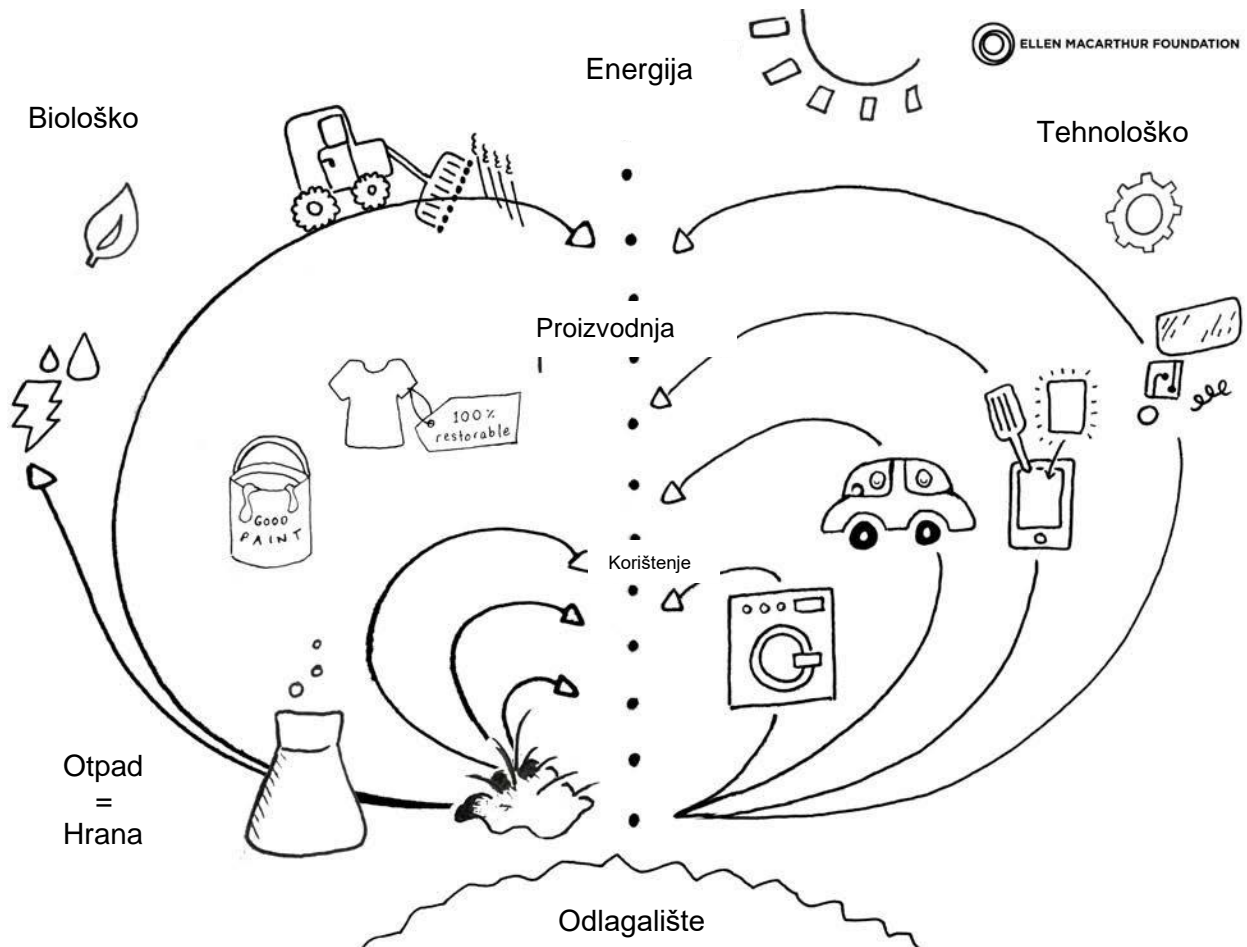 ELLEN MACARTHUR FOUNDATION
Energija
Biološko
Tehnološko
Proizvodnja
100%
restorable
GOOD
PAINT
Korištenje
Otpad
=
Hrana
Odlagalište